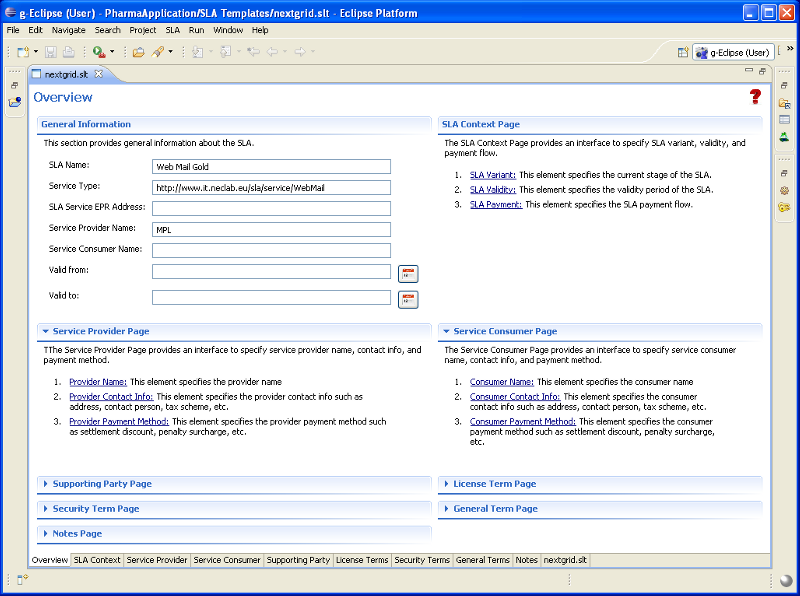 g-Eclipse (User) - PharmaApplication/SLA Templates/nextgrid.slt - Eclipse Platform
File Edit Navigate Search Project SLA Run Window Help
g-Eclipse (User)
nextgrid.slt
Overview
General Information
This section provides general information about the SLA.
SLA Name: Web Mail Gold
Service Type: http://www.it.neclab.eu/sla/service/WebMail
SLA Service EPR Address:
Service Provider Name: MPL
Service Consumer Name:
Valid from:
Valid to:
SLA Context Page
The SLA Context Page provides an interface to specify SLA variant, validity, and
payment flow.
1. SLA Variant: This element specifies the current stage of the SLA.
2. SLA Validity: This element specifies the validity period of the SLA.
3. SLA Payment: This element specifies the SLA payment flow.
Service Provider Page
TThe Service Provider Page provides an interface to specify service provider name, contact info, and
payment method.
1. Provider Name: This element specifies the provider name
2. Provider Contact Info: This element specifies the provider contact info such as
address, contact person, tax scheme, etc.
3. Provider Payment Method: This element specifies the provider payment method such
as settlement discount, penalty surcharge, etc.
Service Consumer Page
The Service Consumer Page provides an interface to specify service consumer
name, contact info, and payment method.
1. Consumer Name: This element specifies the consumer name
2. Consumer Contact Info: This element specifies the consumer
contact info such as address, contact person, tax scheme, etc.
3. Consumer Payment Method: This element specifies the consumer
payment method such as settlement discount, penalty surcharge,
etc.
Supporting Party Page
License Term Page
Security Term Page
General Term Page
Notes Page
Overview SLA Context Service Provider Service Consumer Supporting Party License Terms Security Terms General Terms Notes nextgrid.slt